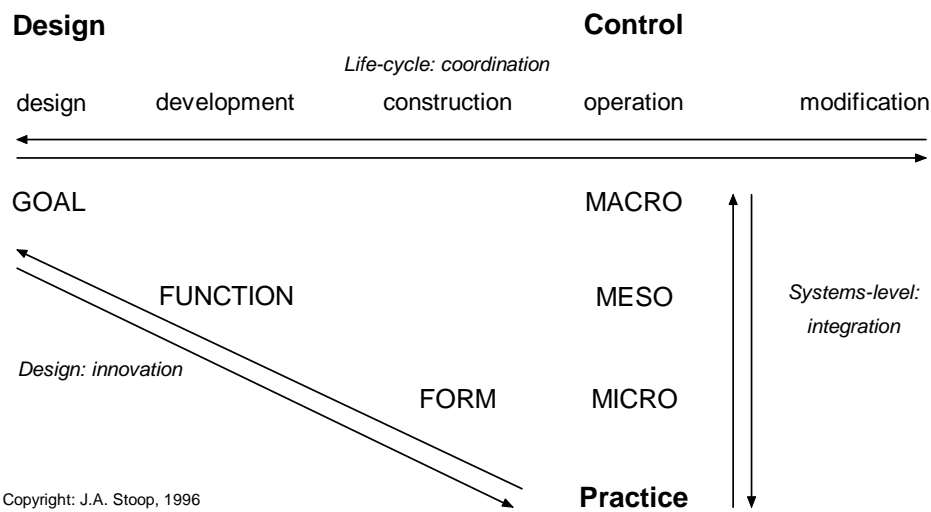 Design Control
Life-cycle: coordination
design development construction operation modification
GOAL MACRO
FUNCTION MESO Systems-level:
integration
Design: innovation
FORM MICRO
Copyright: J.A. Stoop, 1996 Practice